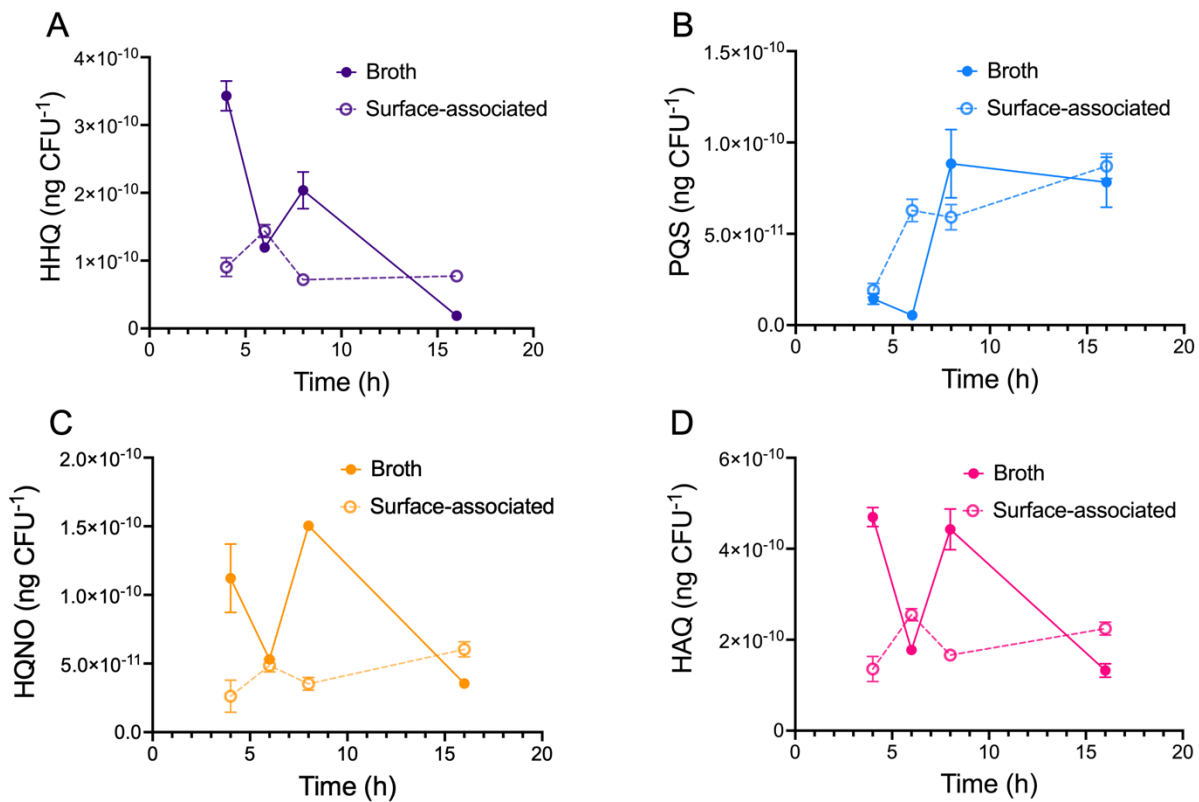 A
HHQ (ng CFU⁻¹)
4×10⁻¹⁰
3×10⁻¹⁰
2×10⁻¹⁰
1×10⁻¹⁰
0
0 5 10 15 20
Time (h)
Broth
Surface-associated
B
PQS (ng CFU⁻¹)
1.5×10⁻¹⁰
1.0×10⁻¹⁰
5.0×10⁻¹¹
0.0
0 5 10 15 20
Time (h)
Broth
Surface-associated
C
HQNO (ng CFU⁻¹)
2.0×10⁻¹⁰
1.5×10⁻¹⁰
1.0×10⁻¹⁰
5.0×10⁻¹¹
0.0
0 5 10 15 20
Time (h)
Broth
Surface-associated
D
HAQ (ng CFU⁻¹)
6×10⁻¹⁰
4×10⁻¹⁰
2×10⁻¹⁰
0
0 5 10 15 20
Time (h)
Broth
Surface-associated